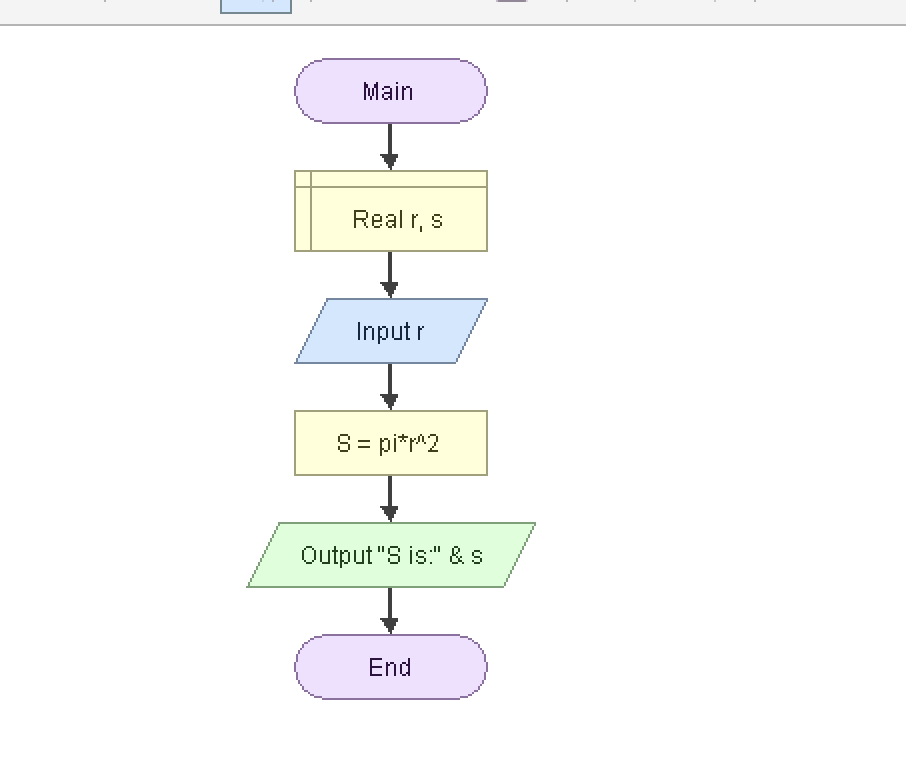 Main
Real r, s
Input r
S = pi*r^2
Output "S is:" & s
End